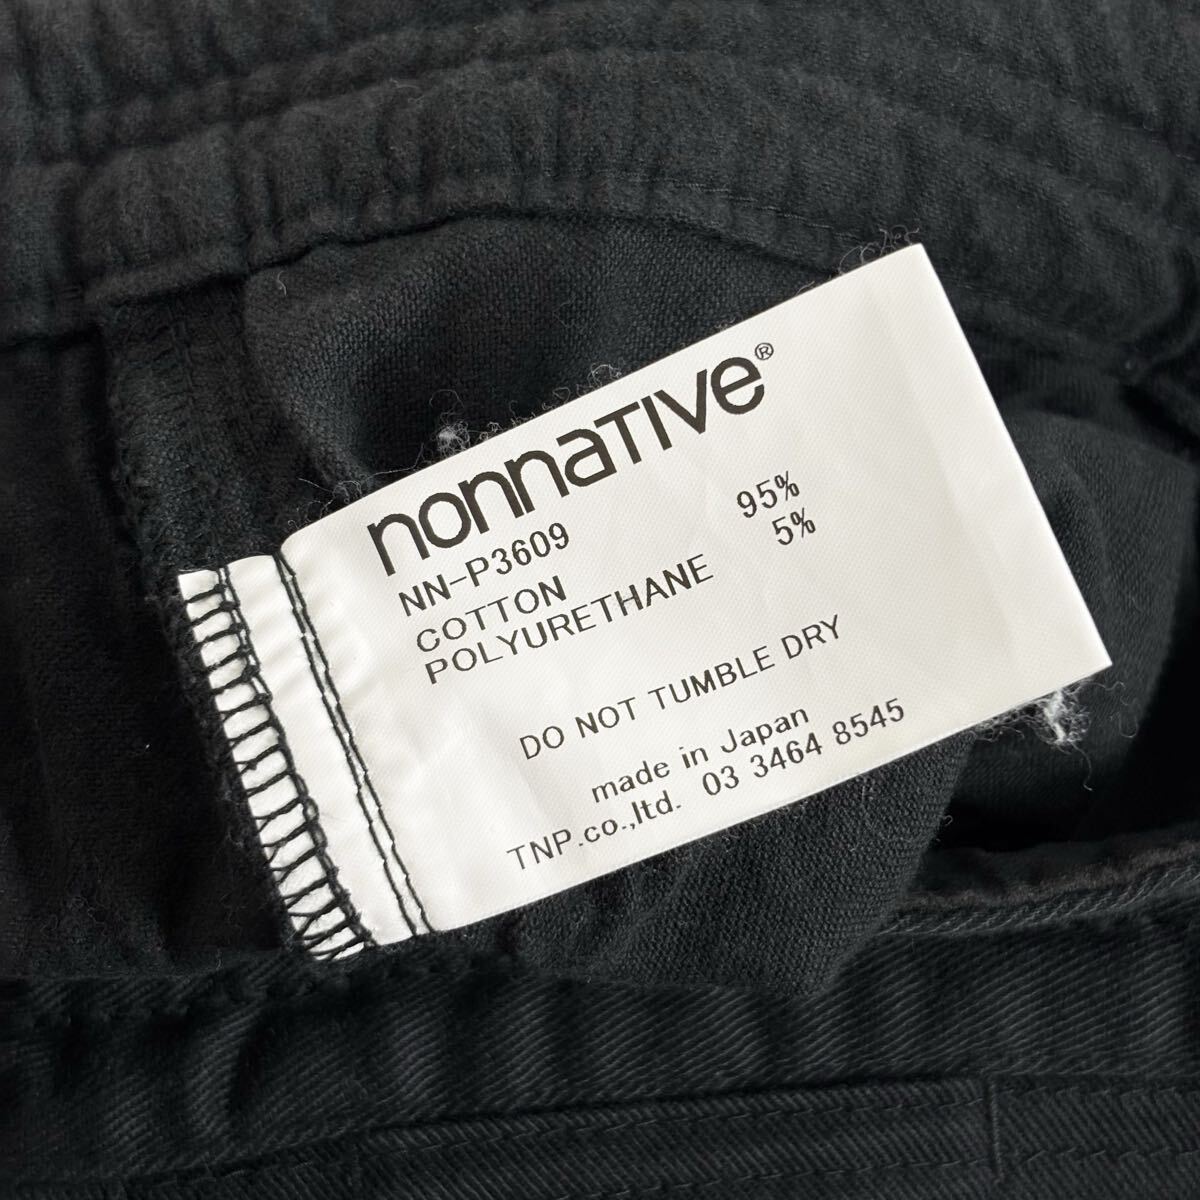 nonnaTIVe®
NN-P3609
COTTON 95%
POLYURETHANE 5%
DO NOT TUMBLE DRY
made in Japan
TNP.co.,ltd. 03 3464 8545